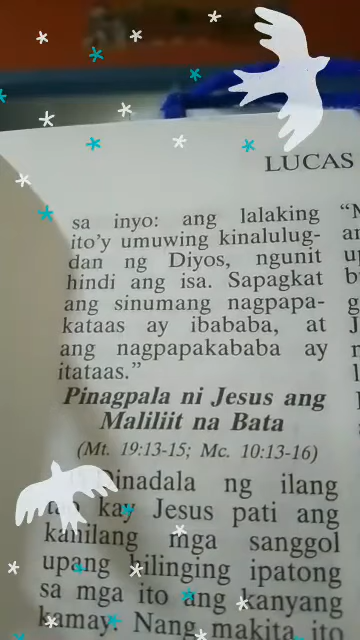 LUCAS
sa inyo: ang lalaking
ito'y umuwing kinalulug-
dan ng Diyos, ngunit
hindi ang isa. Sapagkat
ang sinumang nagpapa-
kataas ay ibababa, at
ang nagpapakababa ay
itataas.”
Pinagpala ni Jesus ang
Maliliit na Bata
(Mt. 19:13-15; Mc. 10:13-16)
Dinadala ng ilang
tao kay Jesus pati ang
kanilang mga sanggol
upang hilinging ipatong
sa mga ito ang kanyang
kamay. Nang makita ito